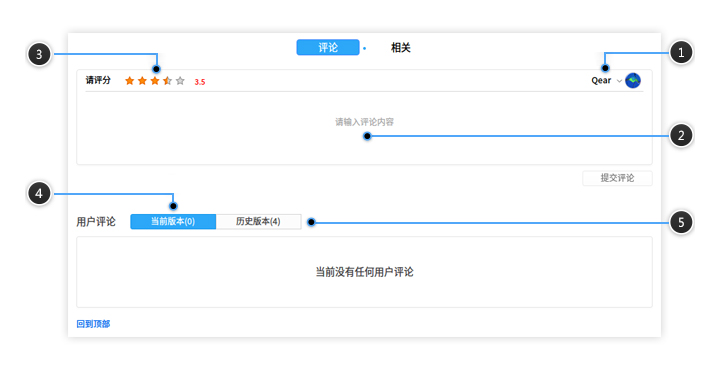 评论 相关
3
1
请评分 3.5 Qear
请输入评论内容
2
提交评论
4
用户评论 当前版本(0) 历史版本(4)
5
当前没有任何用户评论
回到顶部